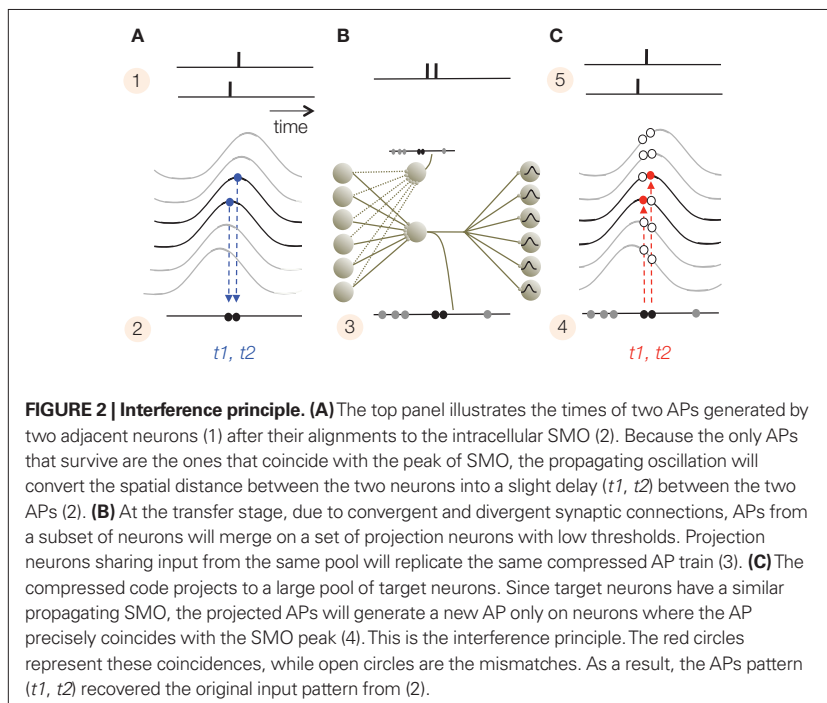 A
B
C
1
5
time
2
3
4
t1, t2
t1, t2
FIGURE 2 | Interference principle. (A) The top panel illustrates the times of two APs generated by
two adjacent neurons (1) after their alignments to the intracellular SMO (2). Because the only APs
that survive are the ones that coincide with the peak of SMO, the propagating oscillation will
convert the spatial distance between the two neurons into a slight delay (t1, t2) between the two
APs (2). (B) At the transfer stage, due to convergent and divergent synaptic connections, APs from
a subset of neurons will merge on a set of projection neurons with low thresholds. Projection
neurons sharing input from the same pool will replicate the same compressed AP train (3). (C) The
compressed code projects to a large pool of target neurons. Since target neurons have a similar
propagating SMO, the projected APs will generate a new AP only on neurons where the AP
precisely coincides with the SMO peak (4). This is the interference principle. The red circles
represent these coincidences, while open circles are the mismatches. As a result, the APs pattern
(t1, t2) recovered the original input pattern from (2).